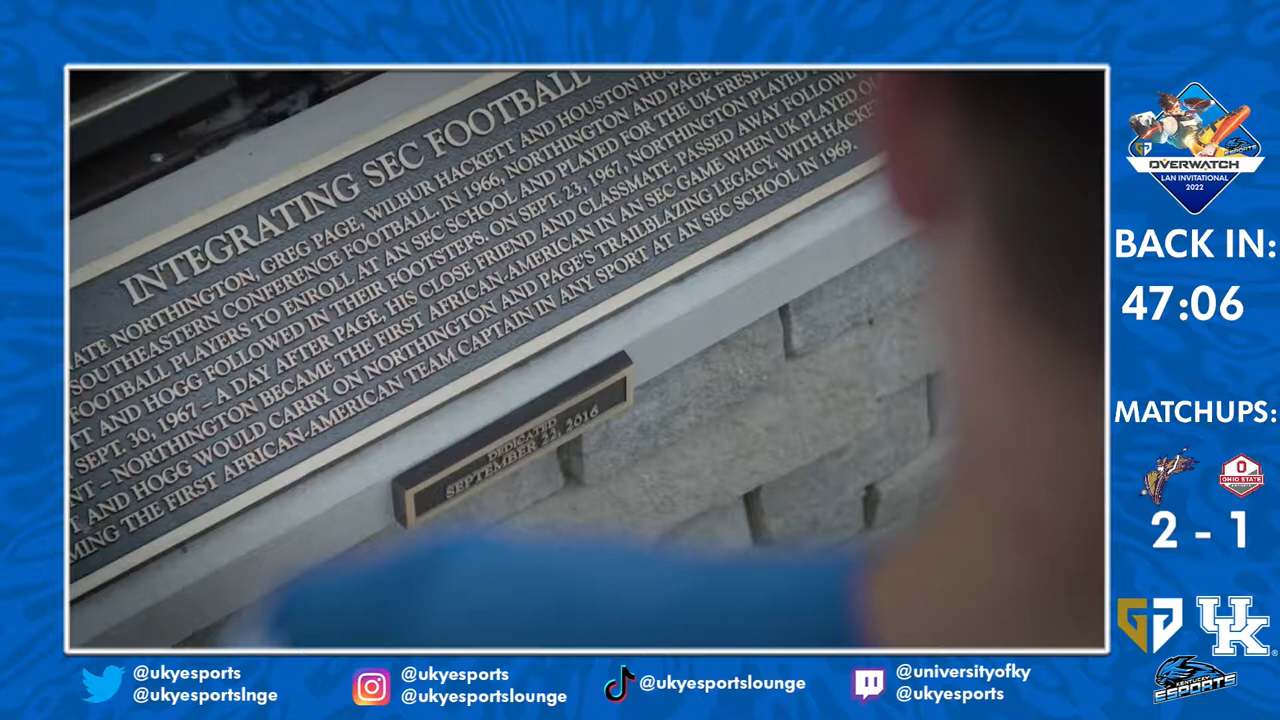 INTEGRATING SEC FOOTBALL
ATE NORTHINGTON, GREG PAGE, WILBUR HACKET AND HOUSTON HO
SOUTHEASTERN CONFERENCE FOOTBALL. IN 1966, NORTHINGTON AND PAGE
FOOTBALL PLAYERS TO ENROLL AT AN SEC SCHOOL AND PLAYED FOR THE UK FRESH
TT AND HOGG FOLLOWED IN THEIR FOOTSTEPS. ON SEPT. 23, 1967, NORTHINGTON PLAYED
SEPT. 30, 1967 – A DAY AFTER PAGE, HIS CLOSE FRIEND AND CLASSMATE, PASSED AWAY FOLLOW
NT – NORTHINGTON BECAME THE FIRST AFRICAN-AMERICAN IN AN SEC GAME WHEN UK PLAYED O
T AND HOGG WOULD CARRY ON NORTHINGTON AND PAGE'S TRAILBLAZING LEGACY, WITH HACKE
MING THE FIRST AFRICAN-AMERICAN TEAM CAPTAIN IN ANY SPORT AT AN SEC SCHOOL IN 1969.
DEDICATED
SEPTEMBER 22, 2016
OVERWATCH
LAN INVITATIONAL
2022
BACK IN:
47:06
MATCHUPS:
OHIO STATE
2 - 1
UK
KENTUCKY
ESPORTS
@ukyesports
@ukyesportslnge
@ukyesports
@ukyesportslounge
@ukyesportslounge
@universityofky
@ukyesports